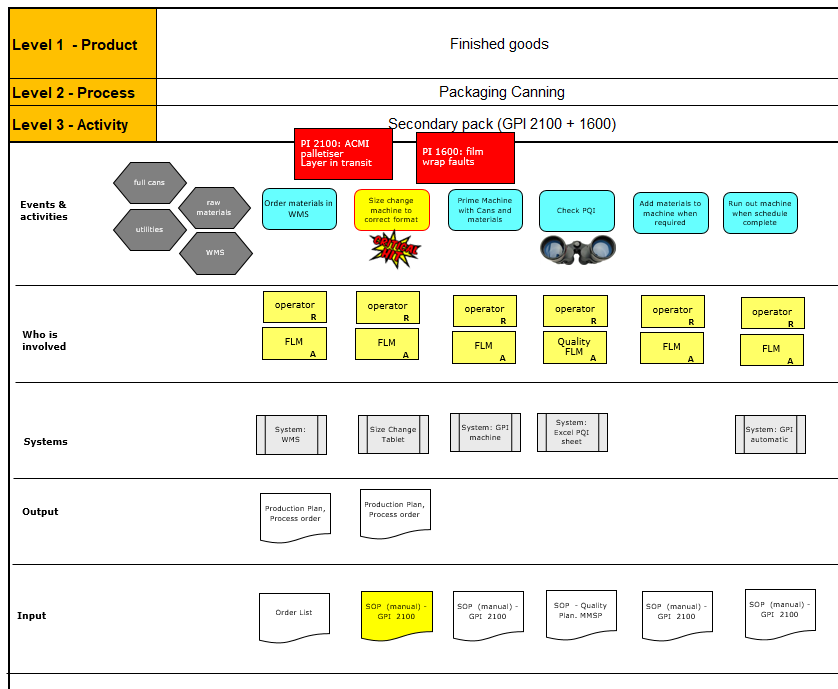 Level 1 - Product
Finished goods
Level 2 - Process
Packaging Canning
Level 3 - Activity
Secondary pack (GPI 2100 + 1600)
PI 2100: ACMI
palletiser
Layer in transit
PI 1600: film
wrap faults
Events &
activities
full cans
raw
materials
utilities
WMS
Order materials in
WMS
Size change
machine to
correct format
CRITICAL
HIT
Prime Machine
with Cans and
materials
Check PQI
Add materials to
machine when
required
Run out machine
when schedule
complete
Who is
involved
operator
R
operator
R
operator
R
operator
R
operator
R
operator
R
FLM
A
FLM
A
FLM
A
Quality
FLM
A
FLM
A
FLM
A
Systems
System:
WMS
Size Change
Tablet
System: GPI
machine
System:
Excel PQI
sheet
System: GPI
automatic
Output
Production Plan,
Process order
Production Plan,
Process order
Input
Order List
SOP (manual) -
GPI 2100
SOP (manual) -
GPI 2100
SOP - Quality
Plan. MMSP
SOP (manual) -
GPI 2100
SOP (manual) -
GPI 2100